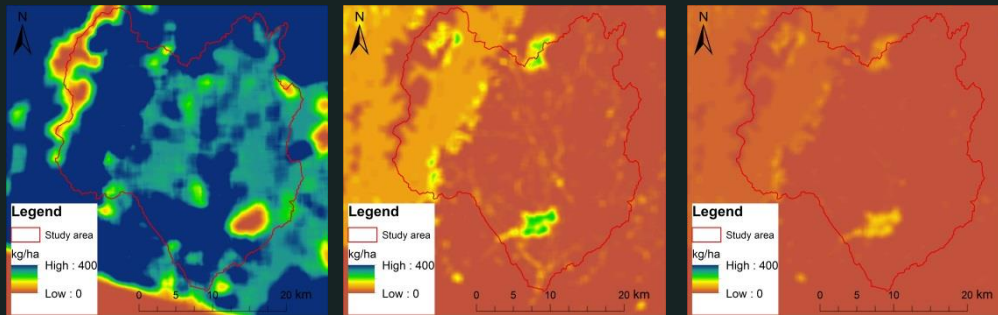 N
Legend
Study area
kg/ha
High : 400
Low : 0
0 5 10 20 km
N
Legend
Study area
kg/ha
High : 400
Low : 0
0 5 10 20 km
N
Legend
Study area
kg/ha
High : 400
Low : 0
0 5 10 20 km